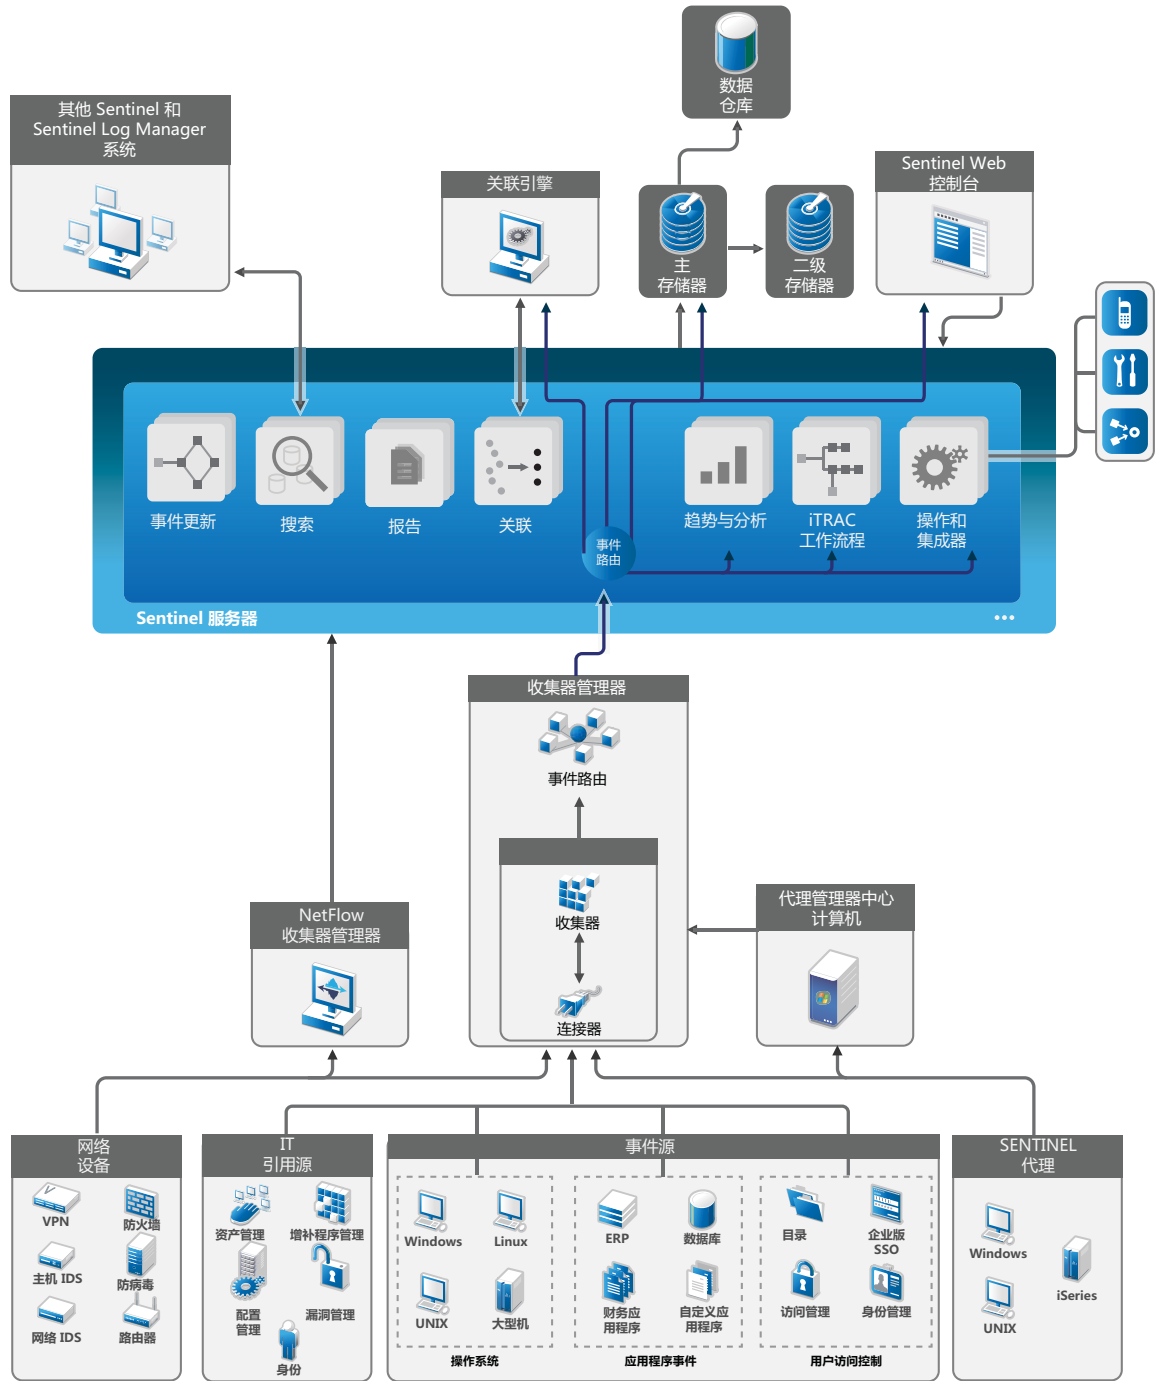 数据
仓库
其他 Sentinel 和
Sentinel Log Manager
系统
关联引擎
主
存储器
二级
存储器
Sentinel Web
控制台
事件更新
搜索
报告
关联
事件
路由
趋势与分析
iTRAC
工作流程
操作和
集成器
Sentinel 服务器
收集器管理器
事件路由
收集器
连接器
NetFlow
收集器管理器
代理管理器中心
计算机
网络
设备
VPN
防火墙
主机 IDS
防病毒
网络 IDS
路由器
IT
引用源
资产管理
增补程序管理
配置
管理
漏洞管理
身份
事件源
Windows
Linux
UNIX
大型机
操作系统
ERP
数据库
财务应
用程序
自定义应
用程序
应用程序事件
目录
企业版
SSO
访问管理
身份管理
用户访问控制
SENTINEL
代理
Windows
UNIX
iSeries